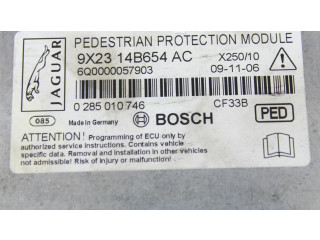 JAGUAR
PEDESTRIAN PROTECTION MODULE
9X23 14B654 AC X250/10
6Q0000057903 09-11-06
0 285 010 746 CF33B
085 Made in Germany BOSCH PED
ATTENTION! Programming of ECU only by
authorized service instructions. Contains vehicle
specific data. Removal and installation in other vehicles
not admissible! Risk of injury or malfunction!